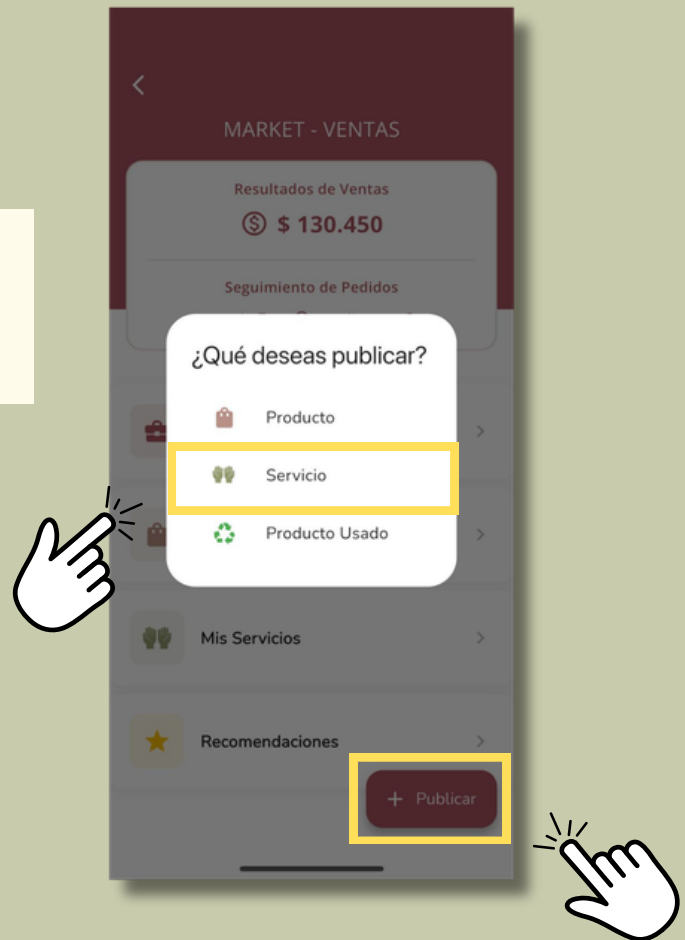 MARKET - VENTAS
Resultados de Ventas
$ 130.450
Seguimiento de Pedidos
¿Qué deseas publicar?
Producto
Servicio
Producto Usado
Mis Servicios
Recomendaciones
+ Publicar